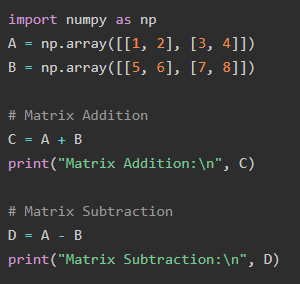 import numpy as np
A = np.array([[1, 2], [3, 4]])
B = np.array([[5, 6], [7, 8]])
# Matrix Addition
C = A + B
print("Matrix Addition:\n", C)
# Matrix Subtraction
D = A - B
print("Matrix Subtraction:\n", D)